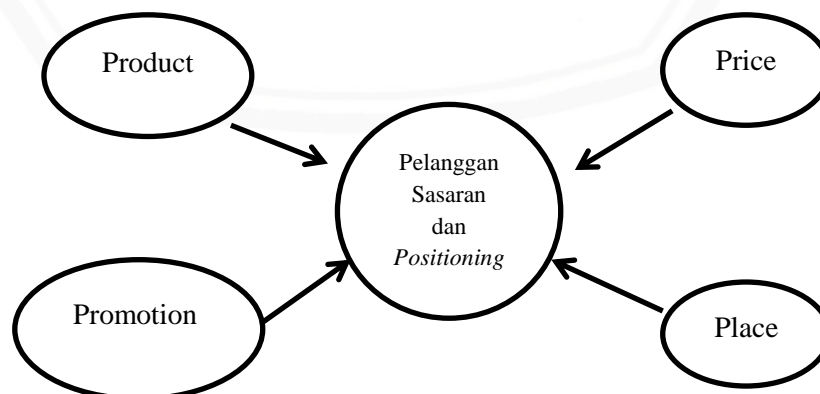 Product
Price
Pelanggan
Sasaran
dan
Positioning
Promotion
Place